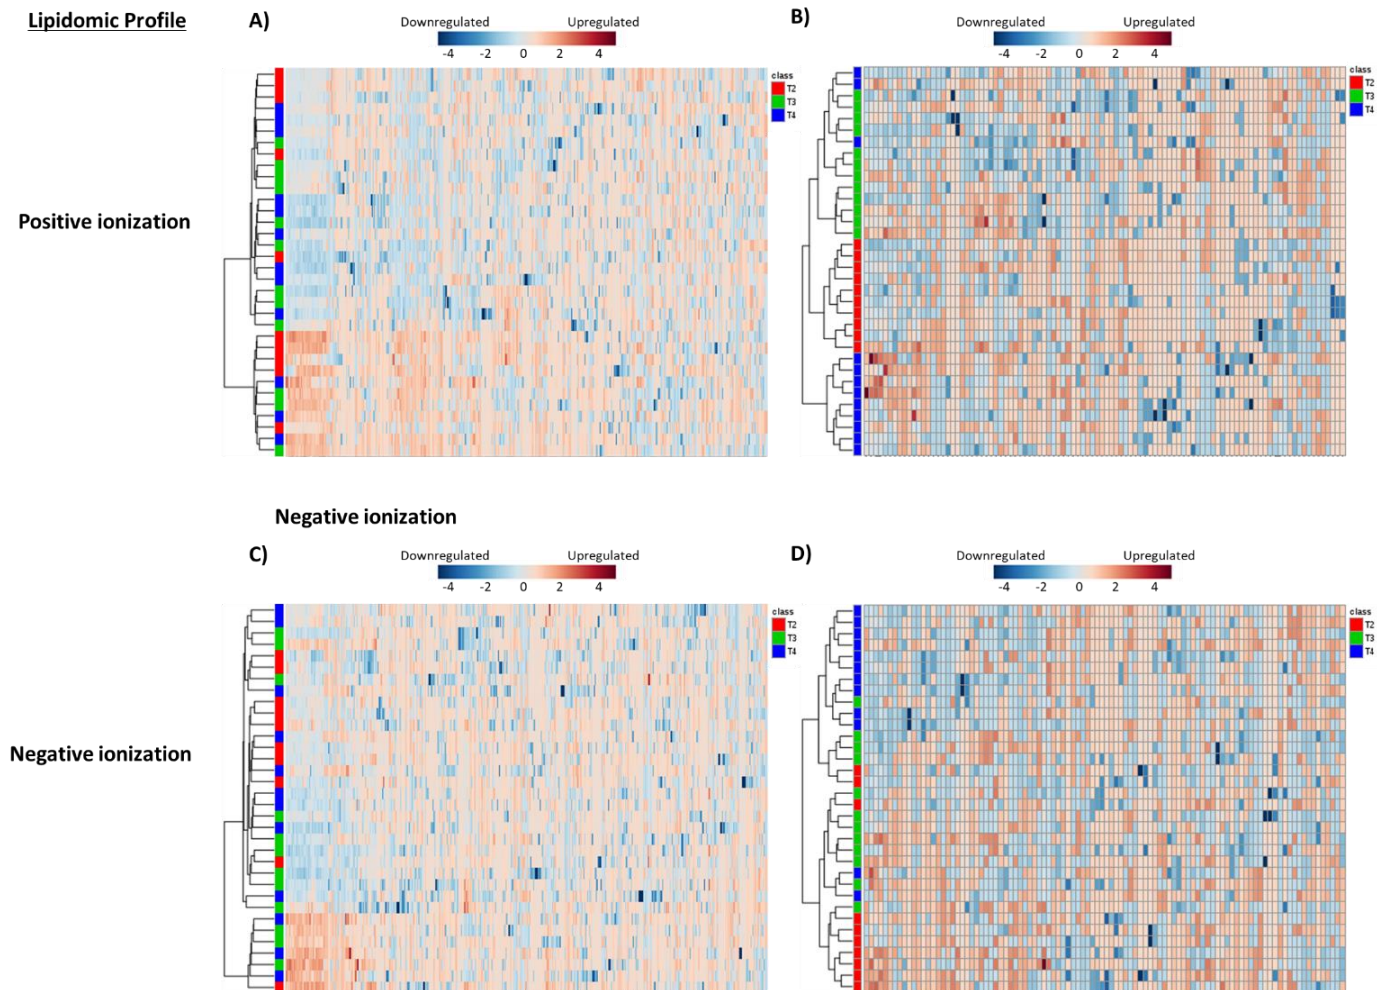 Lipidomic Profile
A)
Downregulated Upregulated
-4 -2 0 2 4
class
T2
T3
T4
B)
Downregulated Upregulated
-4 -2 0 2 4
class
T2
T3
T4
Positive ionization
Negative ionization
C)
Downregulated Upregulated
-4 -2 0 2 4
class
T2
T3
T4
D)
Downregulated Upregulated
-4 -2 0 2 4
class
T2
T3
T4
Negative ionization